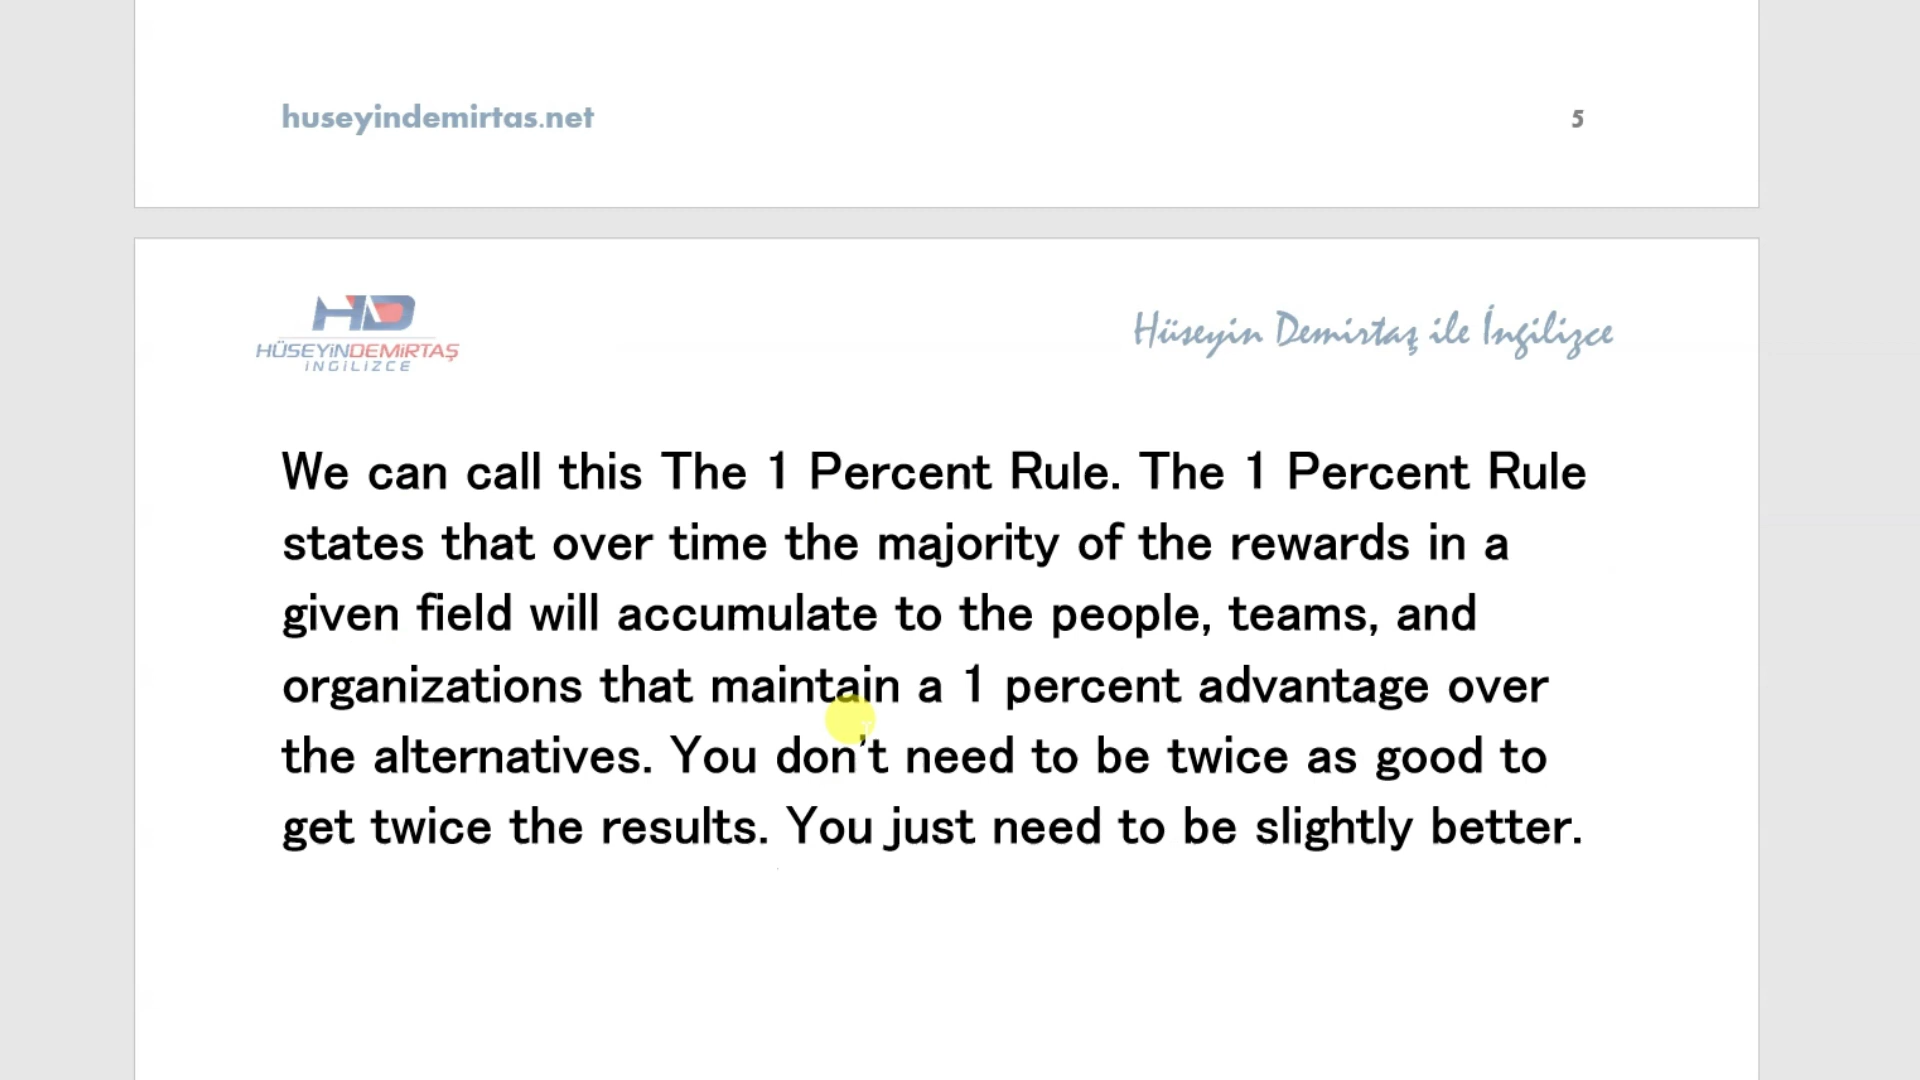 huseyindemirtas.net
5
HD
HÜSEYiNDEMiRTAŞ
iNGiLiZCE
Hüseyin Demirtaş ile İngilizce
We can call this The 1 Percent Rule. The 1 Percent Rule
states that over time the majority of the rewards in a
given field will accumulate to the people, teams, and
organizations that maintain a 1 percent advantage over
the alternatives. You don't need to be twice as good to
get twice the results. You just need to be slightly better.